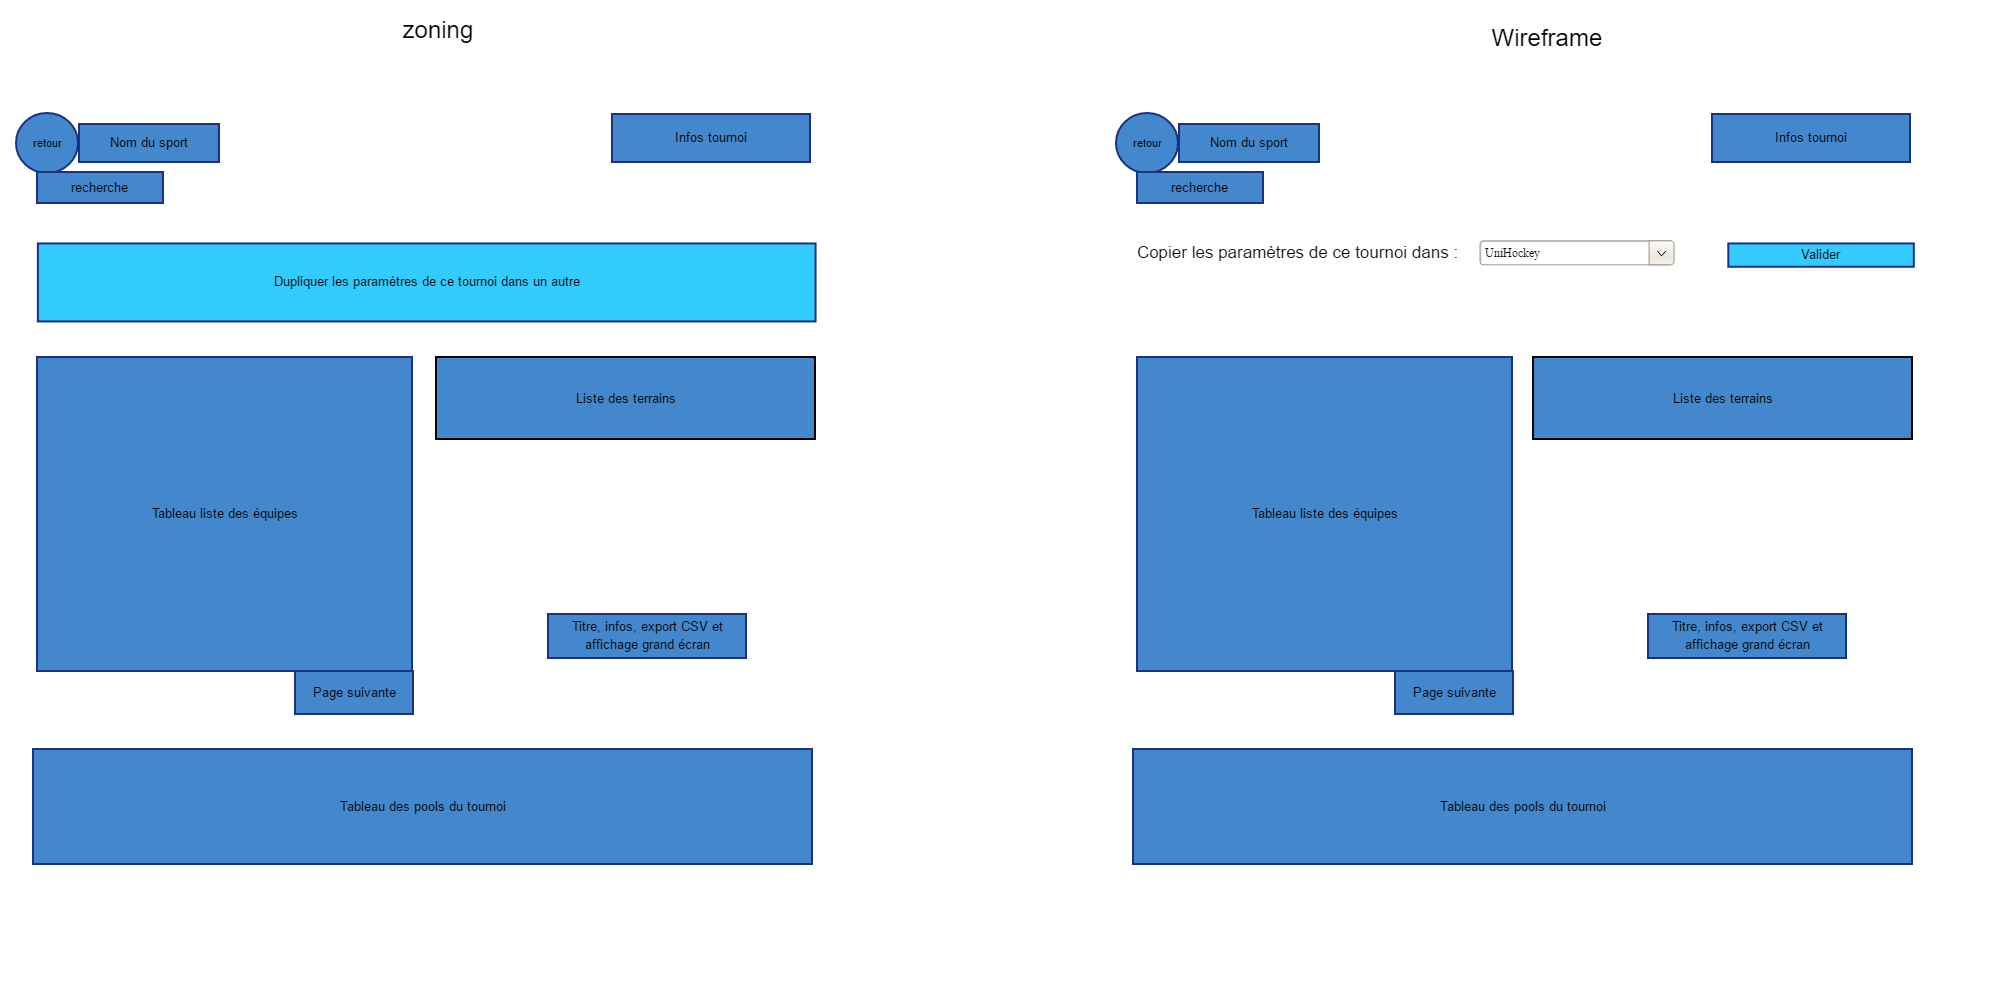 zoning
retour
Nom du sport
Infos tournoi
recherche
Dupliquer les paramètres de ce tournoi dans un autre
Tableau liste des équipes
Liste des terrains
Titre, infos, export CSV et
affichage grand écran
Page suivante
Tableau des pools du tournoi
Wireframe
retour
Nom du sport
Infos tournoi
recherche
Copier les paramètres de ce tournoi dans :
UniHockey
Valider
Tableau liste des équipes
Liste des terrains
Titre, infos, export CSV et
affichage grand écran
Page suivante
Tableau des pools du tournoi